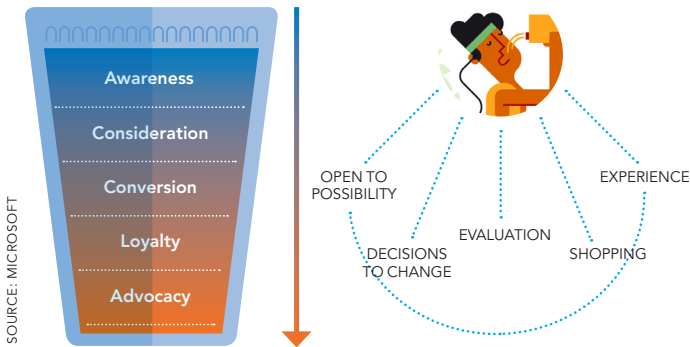 Awareness
Consideration
Conversion
Loyalty
Advocacy
SOURCE: MICROSOFT
OPEN TO
POSSIBILITY
DECISIONS
TO CHANGE
EVALUATION
SHOPPING
EXPERIENCE